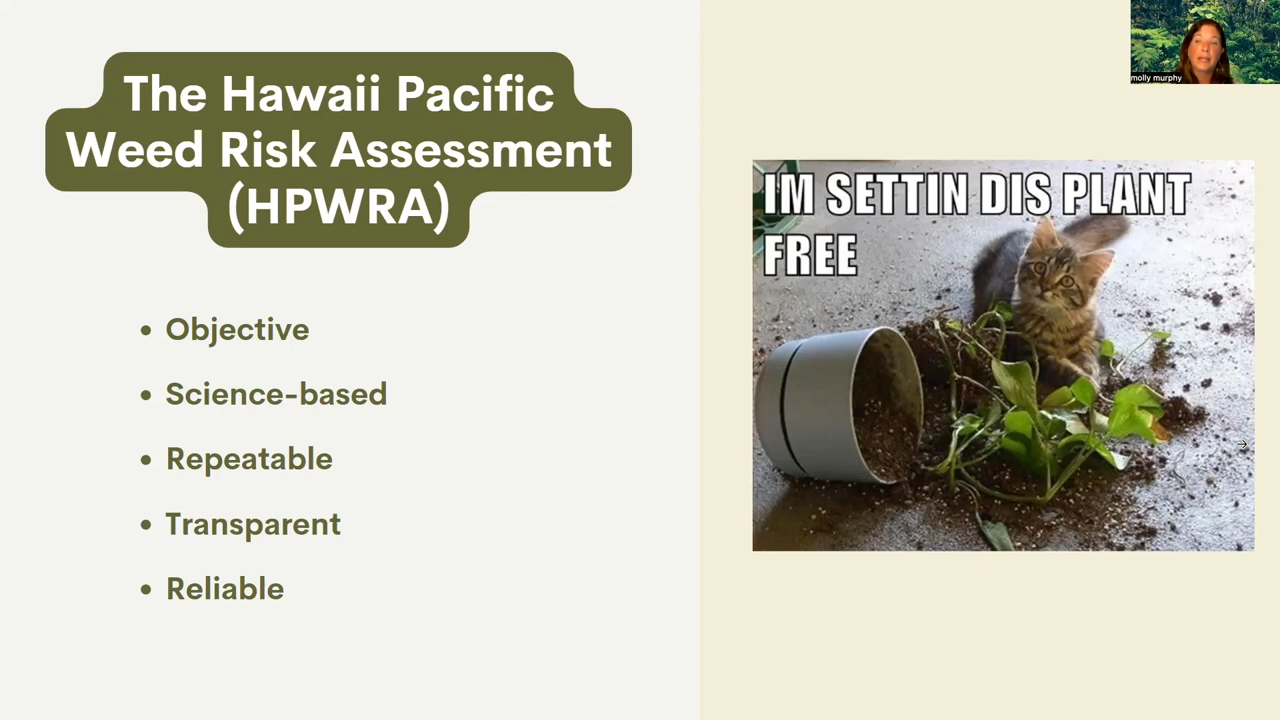 The Hawaii Pacific
Weed Risk Assessment
(HPWRA)
• Objective
• Science-based
• Repeatable
• Transparent
• Reliable
molly murphy
IM SETTIN DIS PLANT
FREE